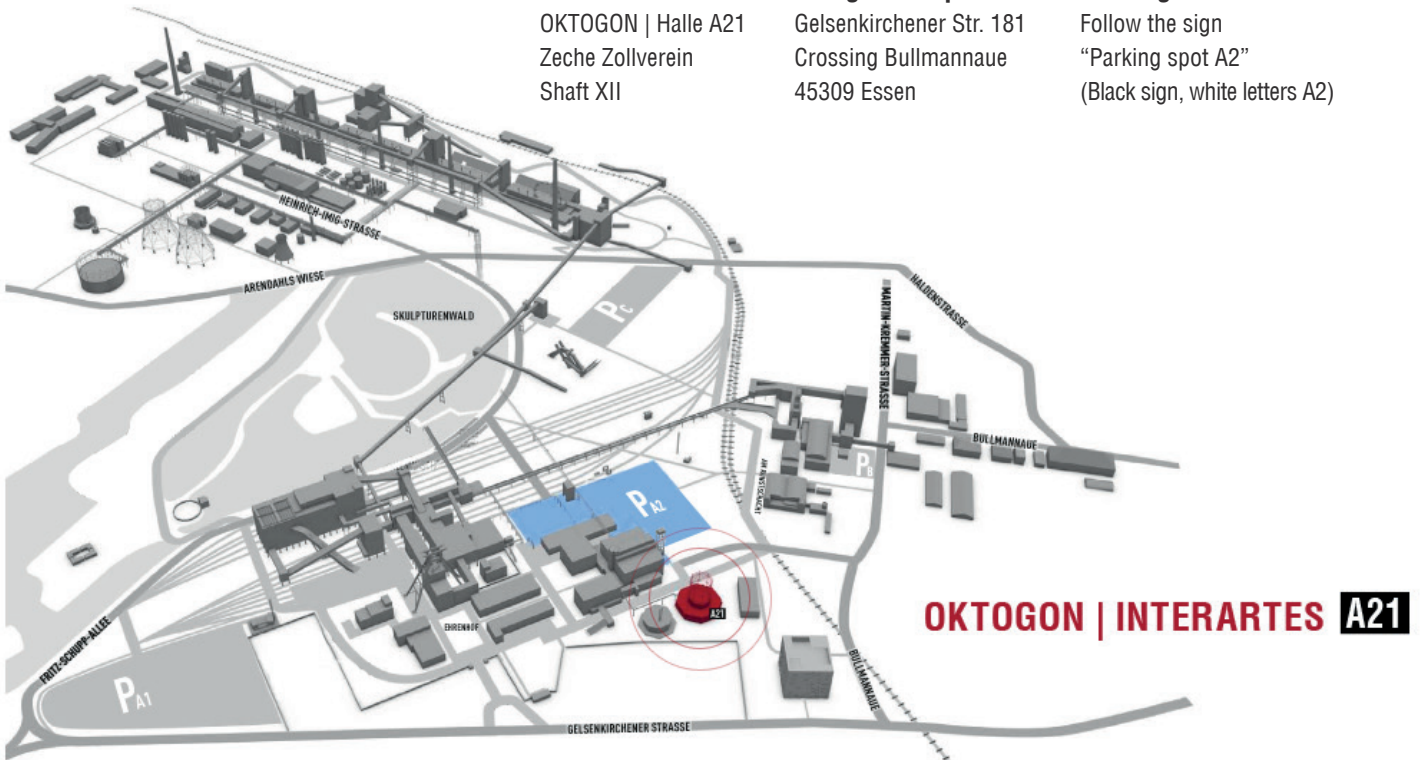 OKTOGON | Halle A21
Zeche Zollverein
Shaft XII
Gelsenkirchener Str. 181
Crossing Bullmannaue
45309 Essen
Follow the sign
“Parking spot A2”
(Black sign, white letters A2)
HEINRICH-IMIG-STRASSE
ARENDAHLS WIESE
SKULPTURENWALD
PC
HALDENSTRASSE
MARTIN-KREMMER-STRASSE
BULLMANNAUE
PB
PA2
A21
OKTOGON | INTERARTES A21
EHRENHOF
FRITZ-SCHUPP-ALLEE
PA1
BULLMANNAUE
GELSENKIRCHENER STRASSE